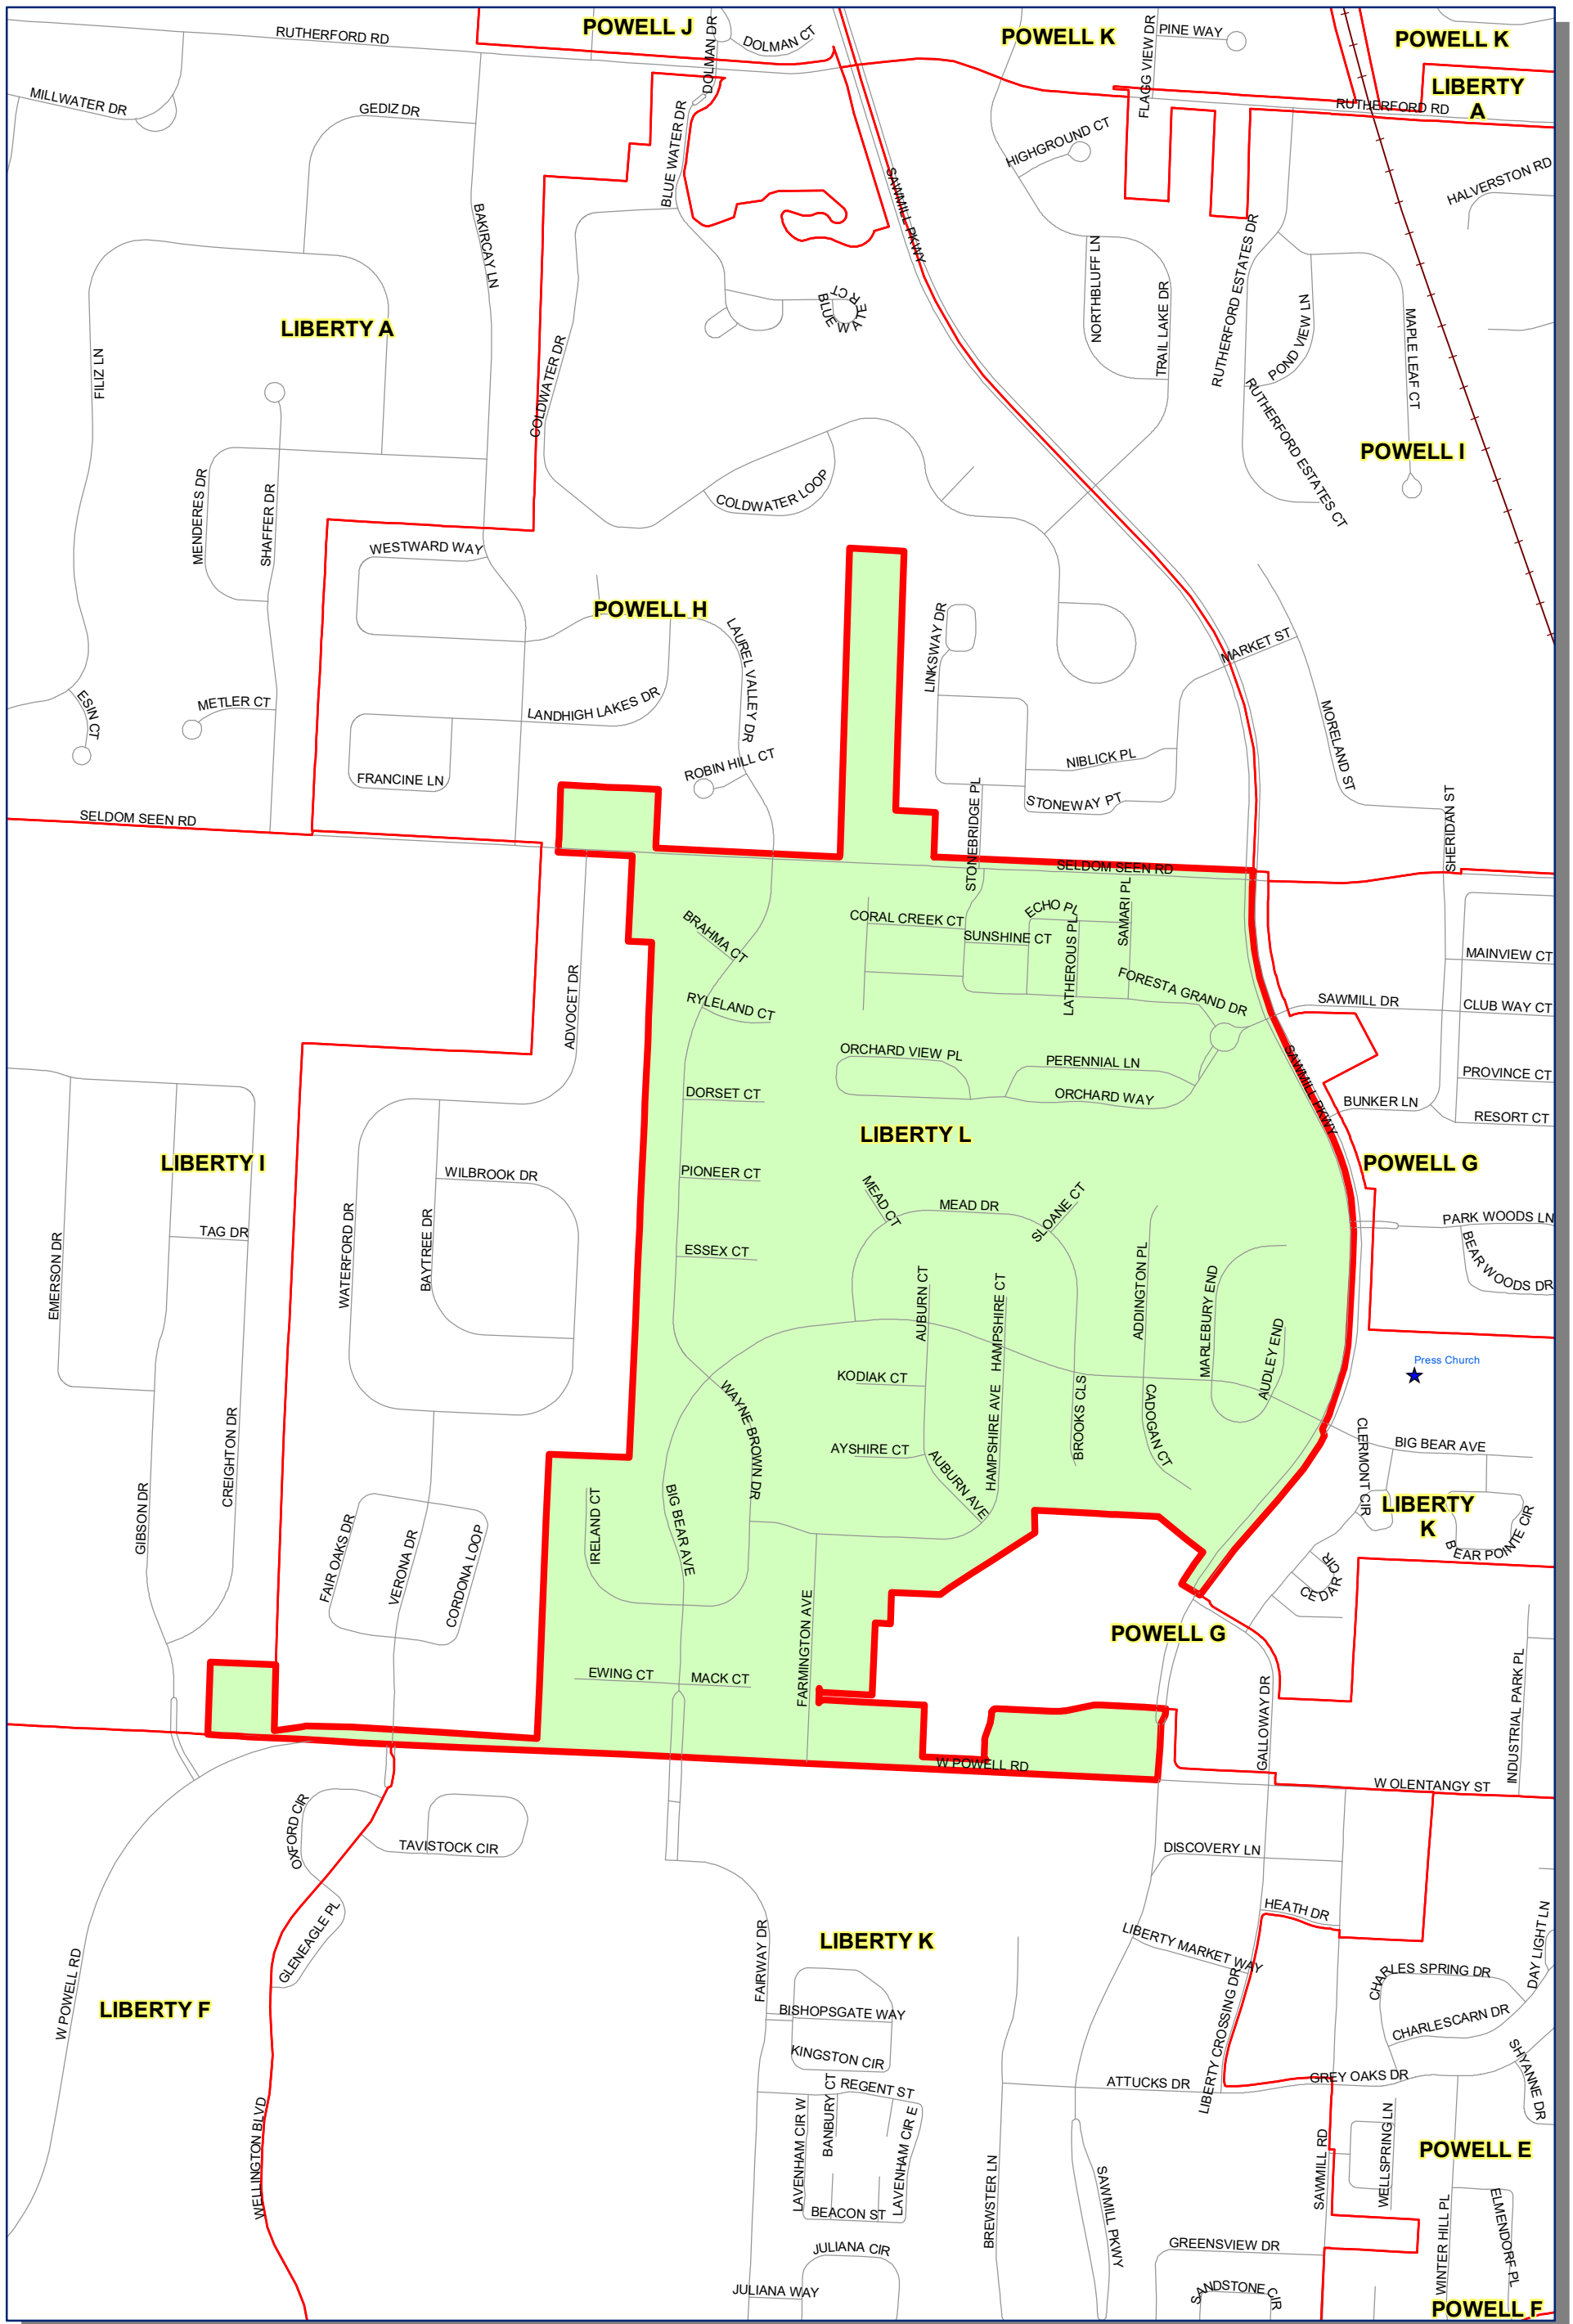 POWELL J
POWELL K
POWELL K
LIBERTY
A
RUTHERFORD RD
DOLMAN DR
DOLMAN CT
FLAGG VIEW DR
PINE WAY
RUTHERFORD RD
MILLWATER DR
GEDIZ DR
BLUE WATER DR
HIGHGROUND CT
HALVERSTON RD
SAWMILL PKWY
BAKIRCAY LN
NORTHBLUFF LN
TRAIL LAKE DR
RUTHERFORD ESTATES DR
POND VIEW LN
MAPLE LEAF CT
BLUE WATER CT
LIBERTY A
FILIZ LN
COLDWATER DR
RUTHERFORD ESTATES CT
POWELL I
COLDWATER LOOP
MENDERES DR
SHAFFER DR
WESTWARD WAY
POWELL H
LAUREL VALLEY DR
LINKSWAY DR
MARKET ST
ESIN CT
METLER CT
LANDHIGH LAKES DR
MORELAND ST
ROBIN HILL CT
NIBLICK PL
FRANCINE LN
STONEWAY PT
SELDOM SEEN RD
STONEBRIDGE PL
SHERIDAN ST
SELDOM SEEN RD
BRAHMA CT
CORAL CREEK CT
ECHO PL
SAMARI PL
SUNSHINE CT
LATHEROUS PL
MAINVIEW CT
ADVOCET DR
RYLELAND CT
FORESTA GRAND DR
SAWMILL DR
CLUB WAY CT
ORCHARD VIEW PL
PERENNIAL LN
SAWMILL PKWY
PROVINCE CT
DORSET CT
ORCHARD WAY
BUNKER LN
RESORT CT
LIBERTY L
LIBERTY I
POWELL G
WILBROOK DR
PIONEER CT
MEAD CT
MEAD DR
SLOANE CT
EMERSON DR
TAG DR
WATERFORD DR
BAYTREE DR
ESSEX CT
PARK WOODS LN
BEAR WOODS DR
AUBURN CT
HAMPSHIRE CT
ADDINGTON PL
MARLEBURY END
AUDLEY END
Press Church
KODIAK CT
WAYNE BROWN DR
HAMPSHIRE AVE
BROOKS CLS
CADOGAN CT
CREIGHTON DR
AYSHIRE CT
AUBURN AVE
CLERMONT CIR
BIG BEAR AVE
GIBSON DR
FAIR OAKS DR
VERONA DR
CORDONA LOOP
IRELAND CT
BIG BEAR AVE
LIBERTY
K
BEAR POINTE CIR
CEDAR CIR
FARMINGTON AVE
POWELL G
EWING CT
MACK CT
GALLOWAY DR
INDUSTRIAL PARK PL
W POWELL RD
W OLENTANGY ST
OXFORD CIR
TAVISTOCK CIR
DISCOVERY LN
GLENEAGLE PL
HEATH DR
LIBERTY MARKET WAY
DAY LIGHT LN
FAIRWAY DR
LIBERTY K
CHARLES SPRING DR
W POWELL RD
LIBERTY F
BISHOPSGATE WAY
LIBERTY CROSSING DR
CHARLESCARN DR
KINGSTON CIR
SHYANNE DR
REGENT ST
ATTUCKS DR
GREY OAKS DR
WELLINGTON BLVD
LAVENHAM CIR W
BANBURY CT
LAVENHAM CIR E
BREWSTER LN
SAWMILL PKWY
SAWMILL RD
WELLSPRING LN
POWELL E
BEACON ST
WINTER HILL PL
ELMENDORF PL
JULIANA CIR
GREENSVIEW DR
JULIANA WAY
SANDSTONE CIR
POWELL F